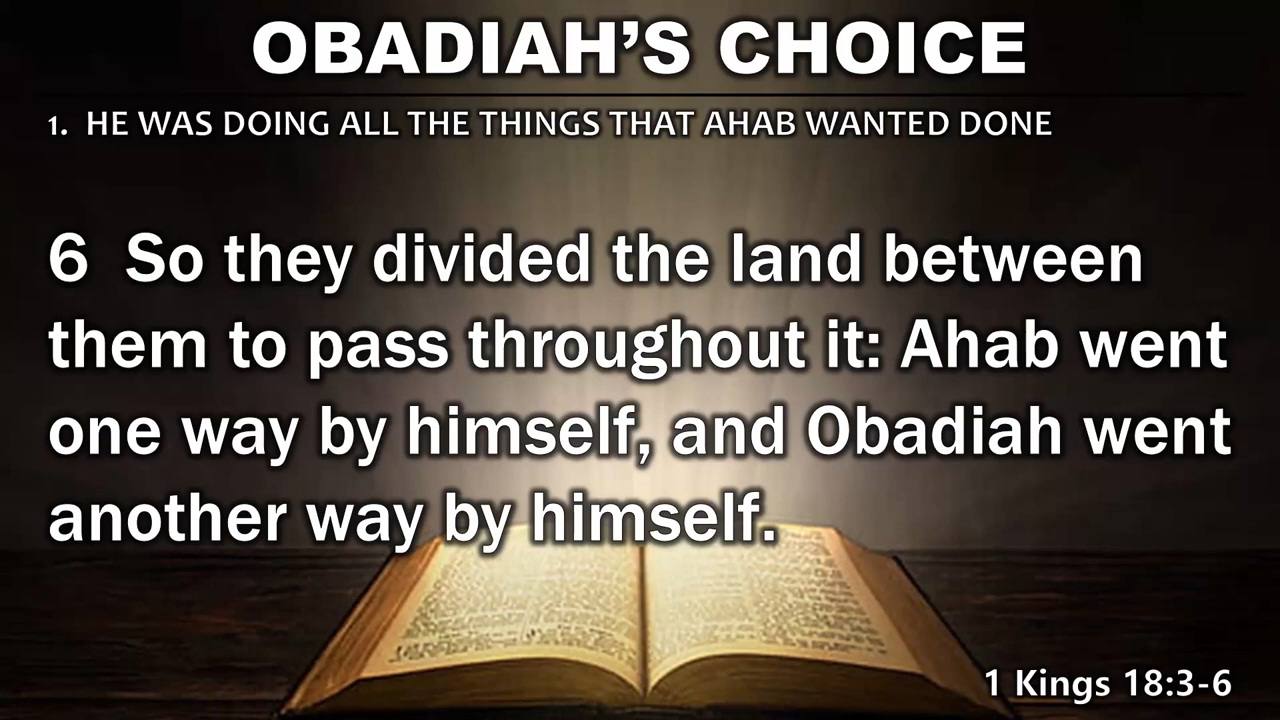 OBADIAH’S CHOICE
1. HE WAS DOING ALL THE THINGS THAT AHAB WANTED DONE
6 So they divided the land between
them to pass throughout it: Ahab went
one way by himself, and Obadiah went
another way by himself.
1 Kings 18:3-6